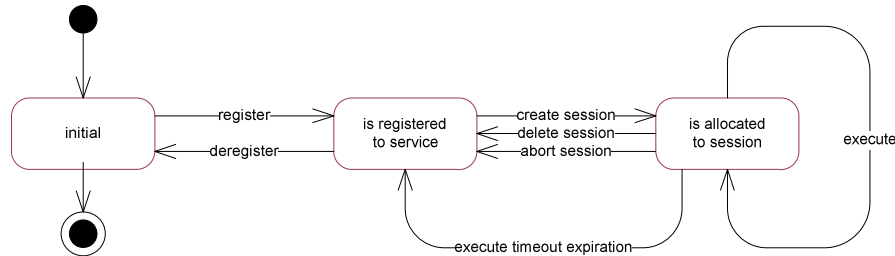 register
create session
is registered
to service
is allocated
to session
initial
delete session
execute
deregister
abort session
execute timeout expiration